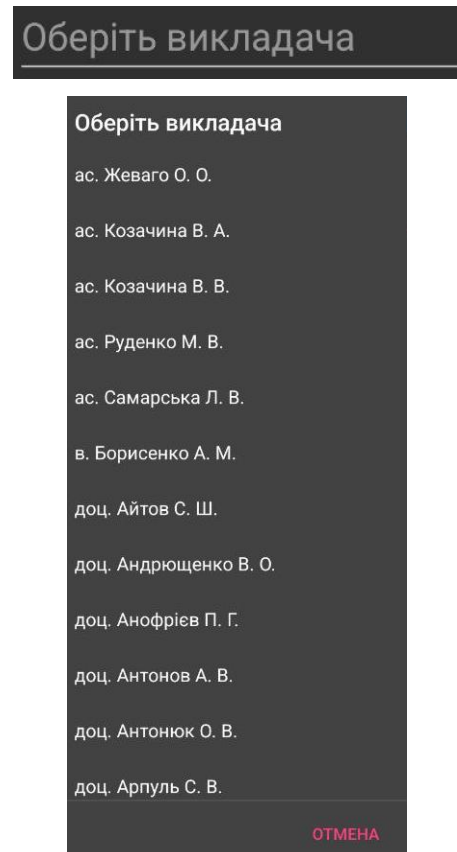 Оберіть викладача
Оберіть викладача
ас. Жеваго О. О.
ас. Козачина В. А.
ас. Козачина В. В.
ас. Руденко М. В.
ас. Самарська Л. В.
в. Борисенко А. М.
доц. Айтов С. Ш.
доц. Андрющенко В. О.
доц. Анофрієв П. Г.
доц. Антонов А. В.
доц. Антонюк О. В.
доц. Арпуль С. В.
ОТМЕНА